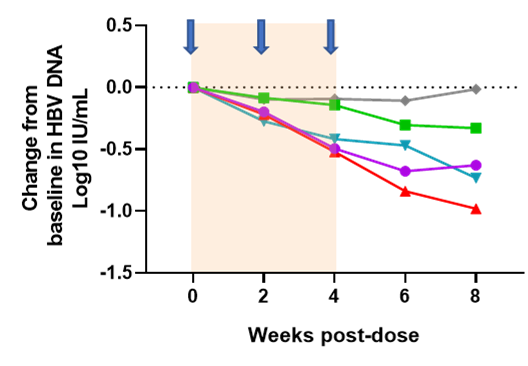 0.5
0.0
-0.5
-1.0
-1.5
Change from
baseline in HBV DNA
Log10 IU/mL
0 2 4 6 8
Weeks post-dose